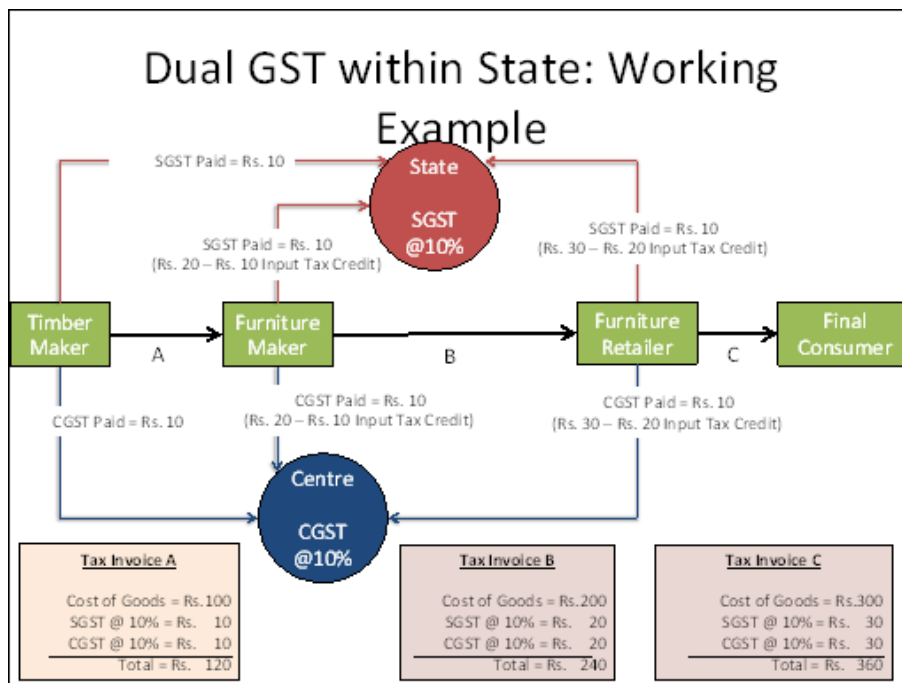 Dual GST within State: Working
Example
SGST Paid = Rs. 10
State
SGST
@10%
SGST Paid = Rs. 10
(Rs. 20 – Rs. 10 Input Tax Credit)
SGST Paid = Rs. 10
(Rs. 30 – Rs. 20 Input Tax Credit)
Timber
Maker
A
Furniture
Maker
B
Furniture
Retailer
C
Final
Consumer
CGST Paid = Rs. 10
CGST Paid = Rs. 10
(Rs. 20 – Rs. 10 Input Tax Credit)
CGST Paid = Rs. 10
(Rs. 30 – Rs. 20 Input Tax Credit)
Centre
CGST
@10%
Tax Invoice A
Cost of Goods = Rs.100
SGST @ 10% = Rs. 10
CGST @ 10% = Rs. 10
Total = Rs. 120
Tax Invoice B
Cost of Goods = Rs.200
SGST @ 10% = Rs. 20
CGST @ 10% = Rs. 20
Total = Rs. 240
Tax Invoice C
Cost of Goods = Rs.300
SGST @ 10% = Rs. 30
CGST @ 10% = Rs. 30
Total = Rs. 360